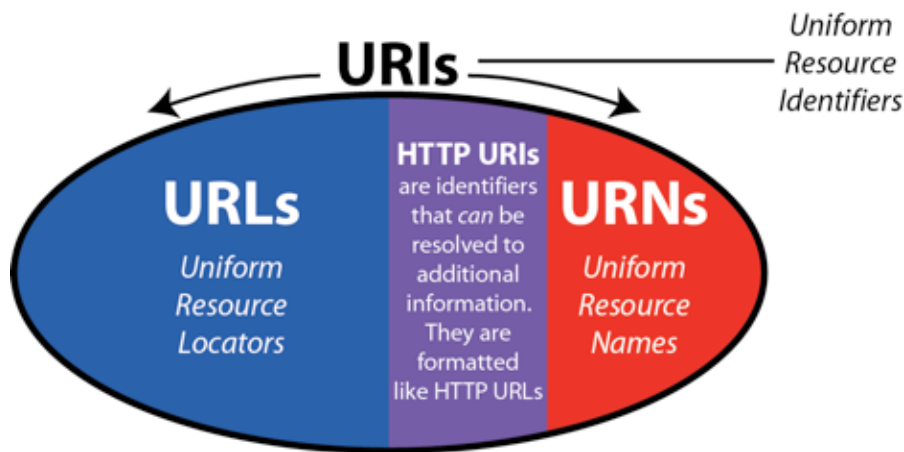 URIs
Uniform
Resource
Identifiers
URLs
Uniform
Resource
Locators
HTTP URIs
are identifiers
that can be
resolved to
additional
information.
They are
formatted
like HTTP URLs
URNs
Uniform
Resource
Names